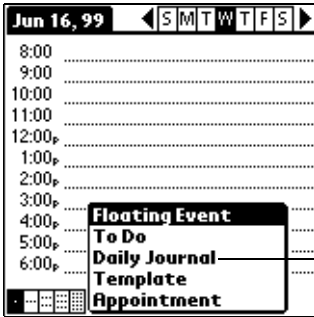 Jun 16, 99 S M T W T F S
8:00
9:00
10:00
11:00
12:00p
1:00p
2:00p
3:00p
4:00p
5:00p
6:00p
Floating Event
To Do
Daily Journal
Template
Appointment